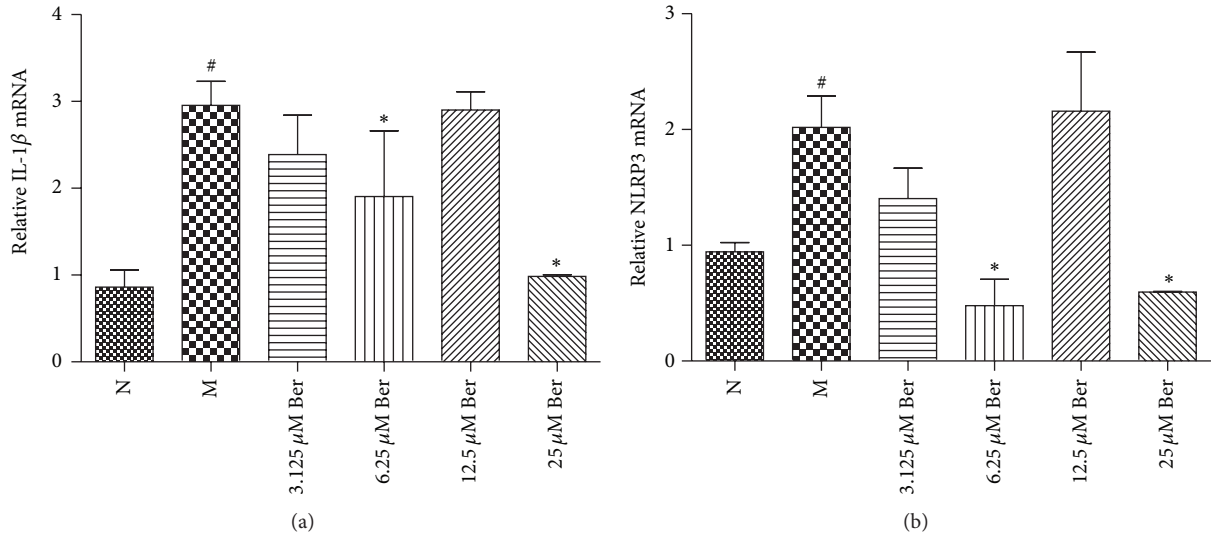 Relative IL-1β mRNA
4
3
2
1
0
#
*
*
N
M
3.125 μM Ber
6.25 μM Ber
12.5 μM Ber
25 μM Ber
(a)
Relative NLRP3 mRNA
3
2
1
0
#
*
*
N
M
3.125 μM Ber
6.25 μM Ber
12.5 μM Ber
25 μM Ber
(b)